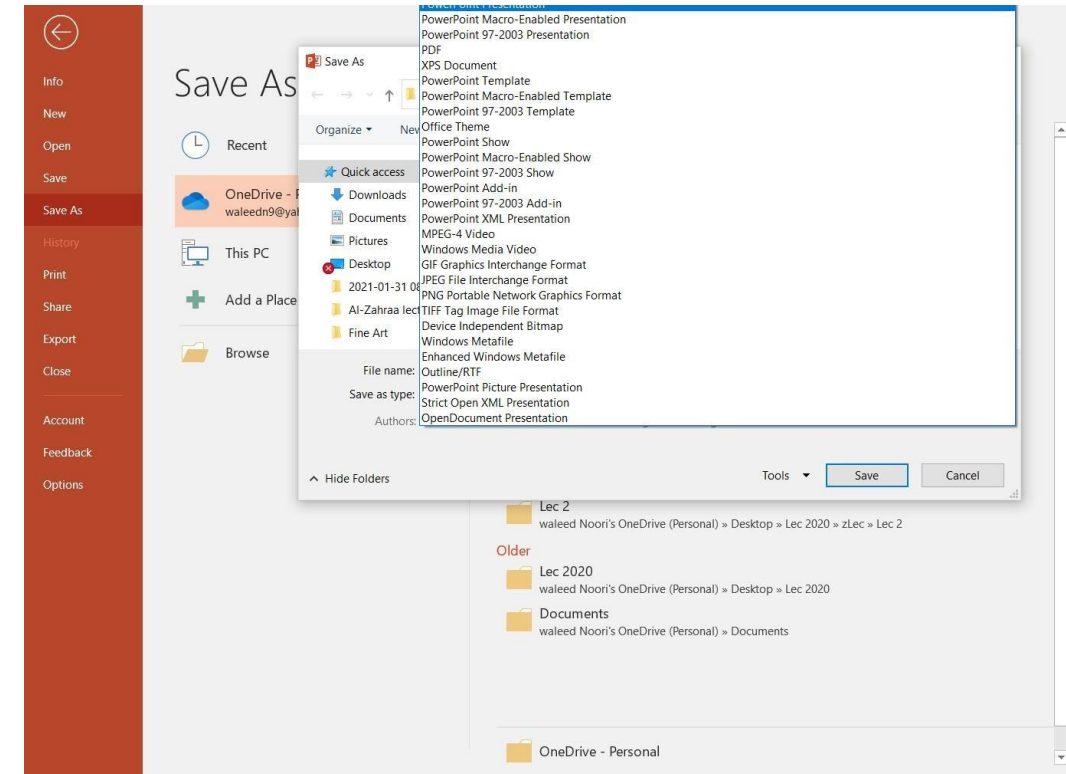 PowerPoint Presentation
PowerPoint Macro-Enabled Presentation
PowerPoint 97-2003 Presentation
PDF
XPS Document
PowerPoint Template
PowerPoint Macro-Enabled Template
PowerPoint 97-2003 Template
Office Theme
PowerPoint Show
PowerPoint Macro-Enabled Show
PowerPoint 97-2003 Show
PowerPoint Add-in
PowerPoint 97-2003 Add-in
PowerPoint XML Presentation
MPEG-4 Video
Windows Media Video
GIF Graphics Interchange Format
JPEG File Interchange Format
PNG Portable Network Graphics Format
TIFF Tag Image File Format
Device Independent Bitmap
Windows Metafile
Enhanced Windows Metafile
Outline/RTF
PowerPoint Picture Presentation
Strict Open XML Presentation
OpenDocument Presentation
Info
New
Open
Save
Save As
History
Print
Share
Export
Close
Account
Feedback
Options
Save As
Recent
OneDrive -
This PC
Add a Place
Browse
Save As
Organize
Quick access
Downloads
Documents
Pictures
Desktop
2021-01-31
Al-Zahraa
Fine Art
File name:
Save as type:
Authors:
Hide Folders
Tools
Save
Cancel
Lec 2
waleed Noori's OneDrive (Personal) » Desktop » Lec 2020 » zLec » Lec 2
Older
Lec 2020
waleed Noori's OneDrive (Personal) » Desktop » Lec 2020
Documents
waleed Noori's OneDrive (Personal) » Documents
OneDrive - Personal